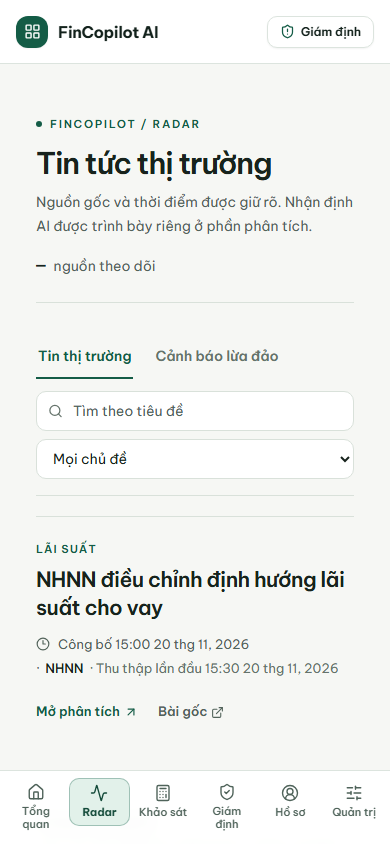 FinCopilot AI
Giám định
FINCOPILOT / RADAR
Tin tức thị trường
Nguồn gốc và thời điểm được giữ rõ. Nhận định
AI được trình bày riêng ở phần phân tích.
— nguồn theo dõi
Tin thị trường
Cảnh báo lừa đảo
Tìm theo tiêu đề
Mọi chủ đề
LÃI SUẤT
NHNN điều chỉnh định hướng lãi
suất cho vay
Công bố 15:00 20 thg 11, 2026
· NHNN · Thu thập lần đầu 15:30 20 thg 11, 2026
Mở phân tích
Bài gốc
Tổng
quan
Radar
Khảo sát
Giám
định
Hồ sơ
Quản trị